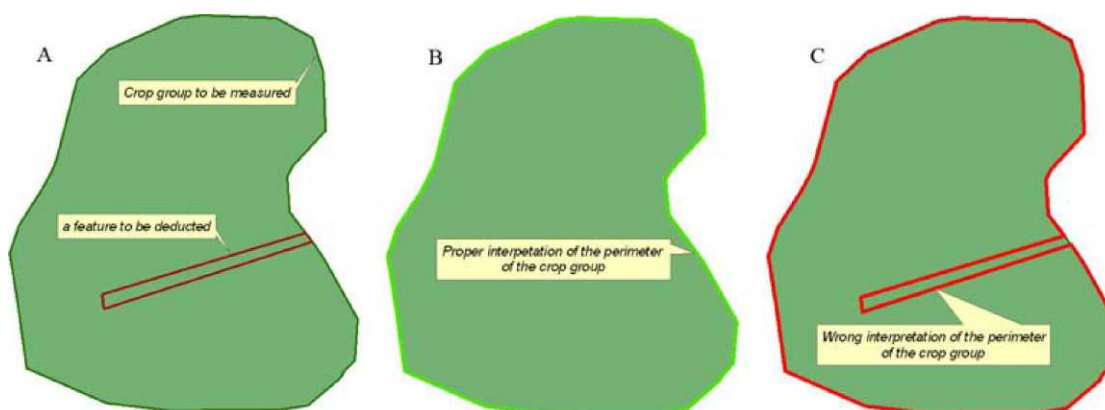 A
Crop group to be measured
a feature to be deducted
B
Proper interpetation of the perimeter
of the crop group
C
Wrong interpretation of the perimeter
of the crop group